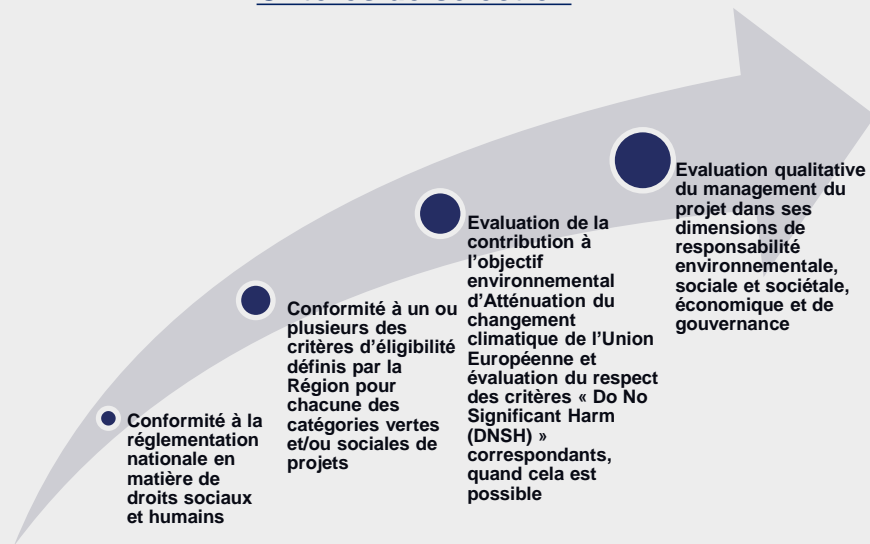 Conformité à la
réglementation
nationale en
matière de
droits sociaux
et humains
Conformité à un ou
plusieurs des
critères d’éligibilité
définis par la
Région pour
chacune des
catégories vertes
et/ou sociales de
projets
Evaluation de la
contribution à
l’objectif
environnemental
d’Atténuation du
changement
climatique de l’Union
Européenne et
évaluation du respect
des critères « Do No
Significant Harm
(DNSH) »
correspondants,
quand cela est
possible
Evaluation qualitative
du management du
projet dans ses
dimensions de
responsabilité
environnementale,
sociale et sociétale,
économique et de
gouvernance